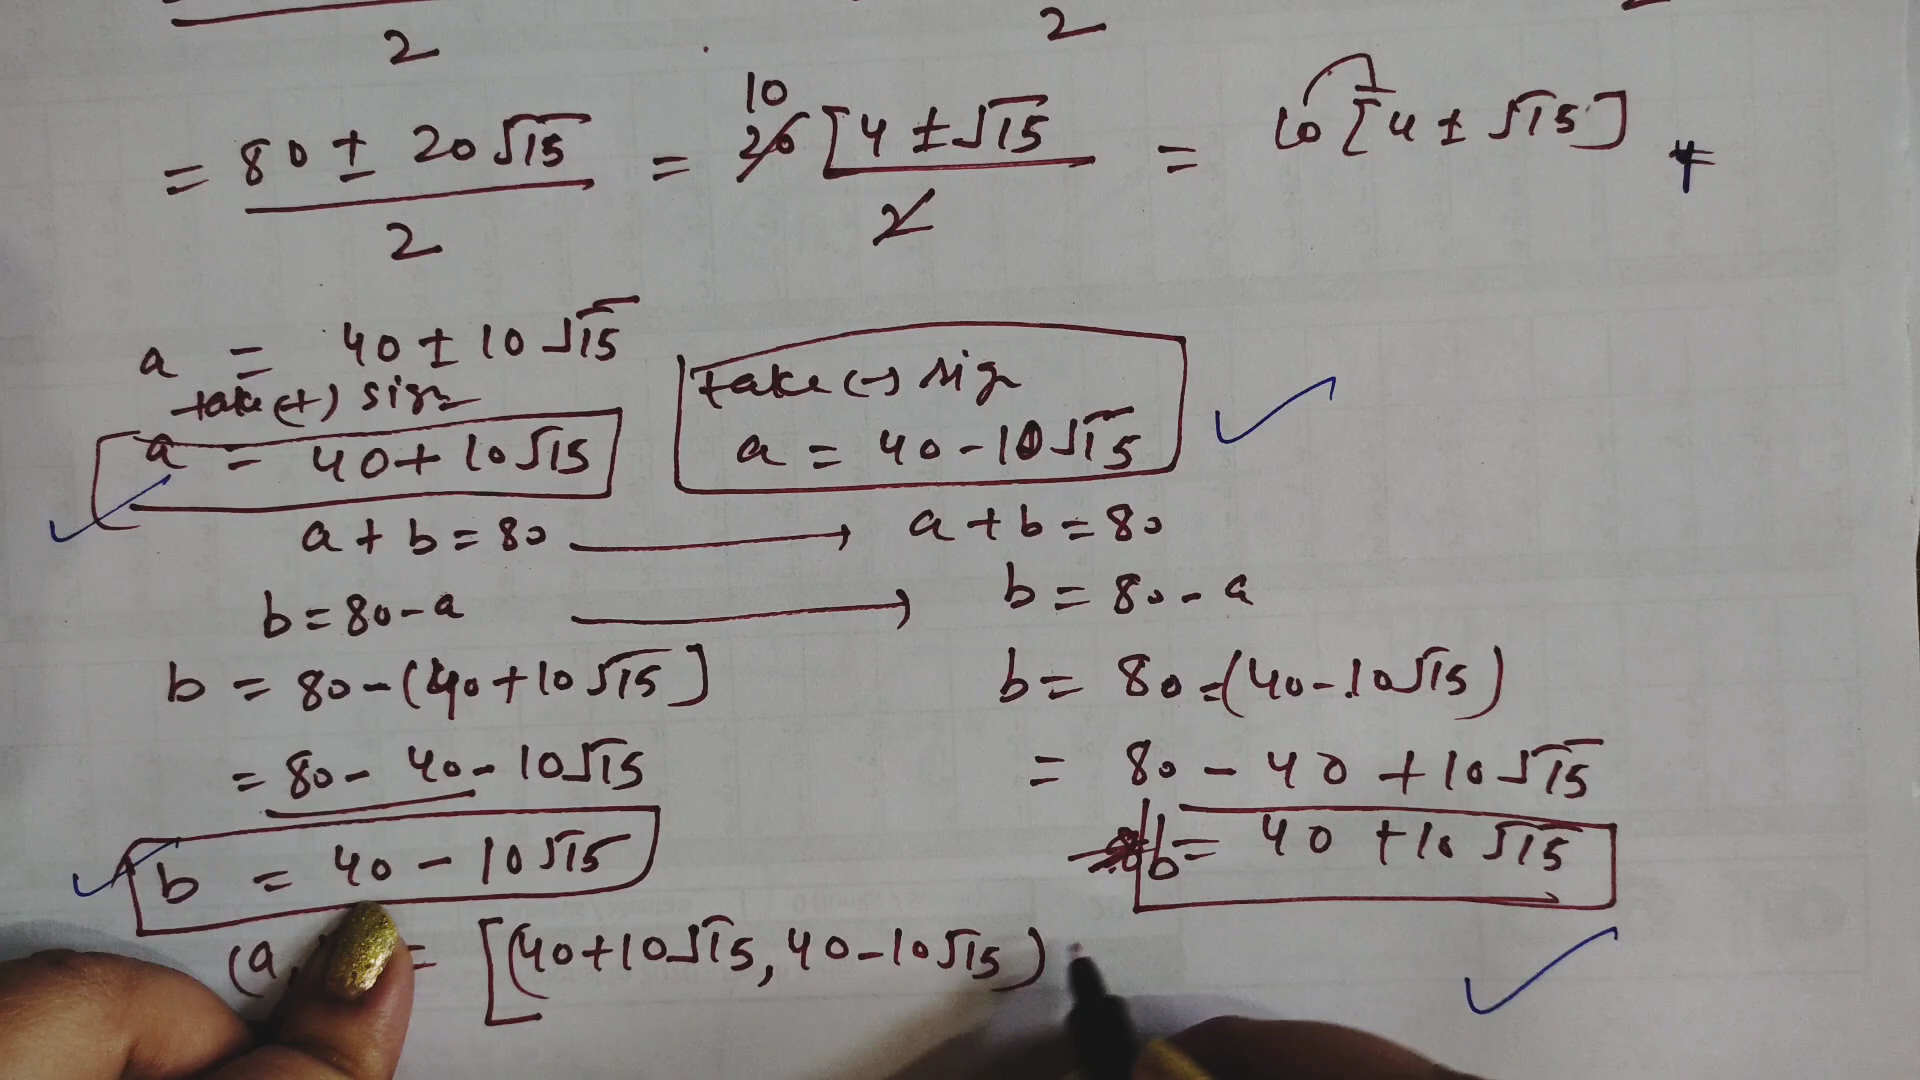 2 2
= 80 ± 20√15 / 2 = 10 20 [4 ± √15 / 2 = 10[4 ± √15]
a = 40 ± 10√15
take (+) sign
a = 40 + 10√15
take (-) sign
a = 40 - 10√15
a + b = 80 → a + b = 80
b = 80 - a → b = 80 - a
b = 80 - (40 + 10√15]
b = 80 - (40 - 10√15)
= 80 - 40 - 10√15
= 80 - 40 + 10√15
b = 40 - 10√15
b = 40 + 10√15
(a, = [(40 + 10√15, 40 - 10√15)